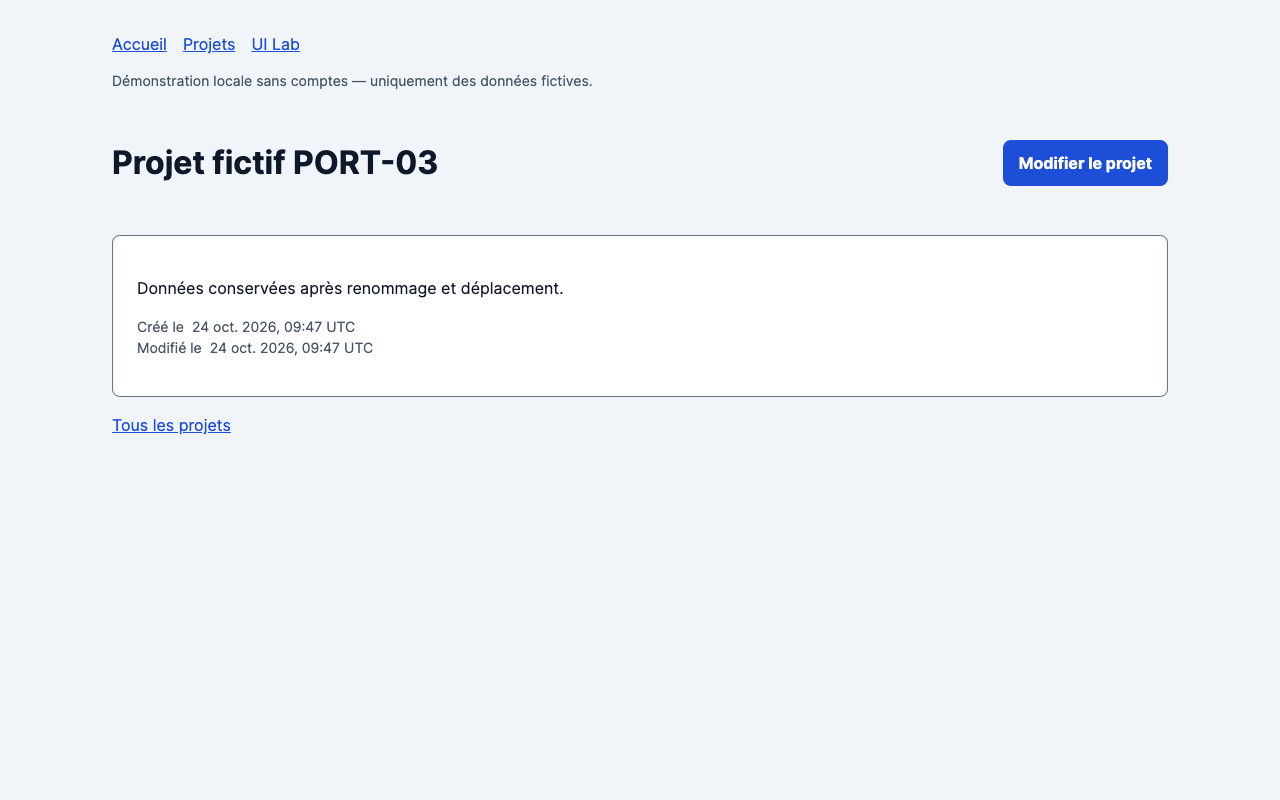 Accueil Projets UI Lab
Démonstration locale sans comptes — uniquement des données fictives.
Projet fictif PORT-03
Modifier le projet
Données conservées après renommage et déplacement.
Créé le 24 oct. 2026, 09:47 UTC
Modifié le 24 oct. 2026, 09:47 UTC
Tous les projets